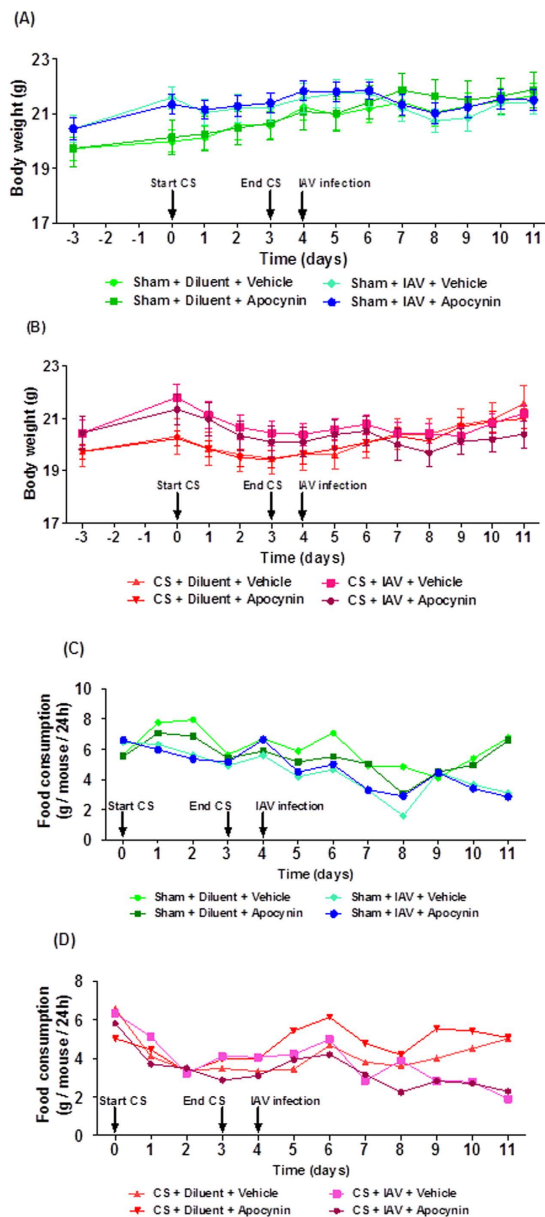 (A)
23
21
19
17
Body weight (g)
Start CS
End CS
IAV infection
-3 -2 -1 0 1 2 3 4 5 6 7 8 9 10 11
Time (days)
Sham + Diluent + Vehicle
Sham + IAV + Vehicle
Sham + Diluent + Apocynin
Sham + IAV + Apocynin
(B)
23
21
19
17
Body weight (g)
Start CS
End CS
IAV infection
-3 -2 -1 0 1 2 3 4 5 6 7 8 9 10 11
Time (days)
CS + Diluent + Vehicle
CS + IAV + Vehicle
CS + Diluent + Apocynin
CS + IAV + Apocynin
(C)
10
8
6
4
2
0
Food consumption
(g / mouse / 24h)
Start CS
End CS
IAV infection
0 1 2 3 4 5 6 7 8 9 10 11
Time (days)
Sham + Diluent + Vehicle
Sham + IAV + Vehicle
Sham + Diluent + Apocynin
Sham + IAV + Apocynin
(D)
8
6
4
2
0
Food consumption
(g / mouse / 24h)
Start CS
End CS
IAV infection
0 1 2 3 4 5 6 7 8 9 10 11
Time (days)
CS + Diluent + Vehicle
CS + IAV + Vehicle
CS + Diluent + Apocynin
CS + IAV + Apocynin